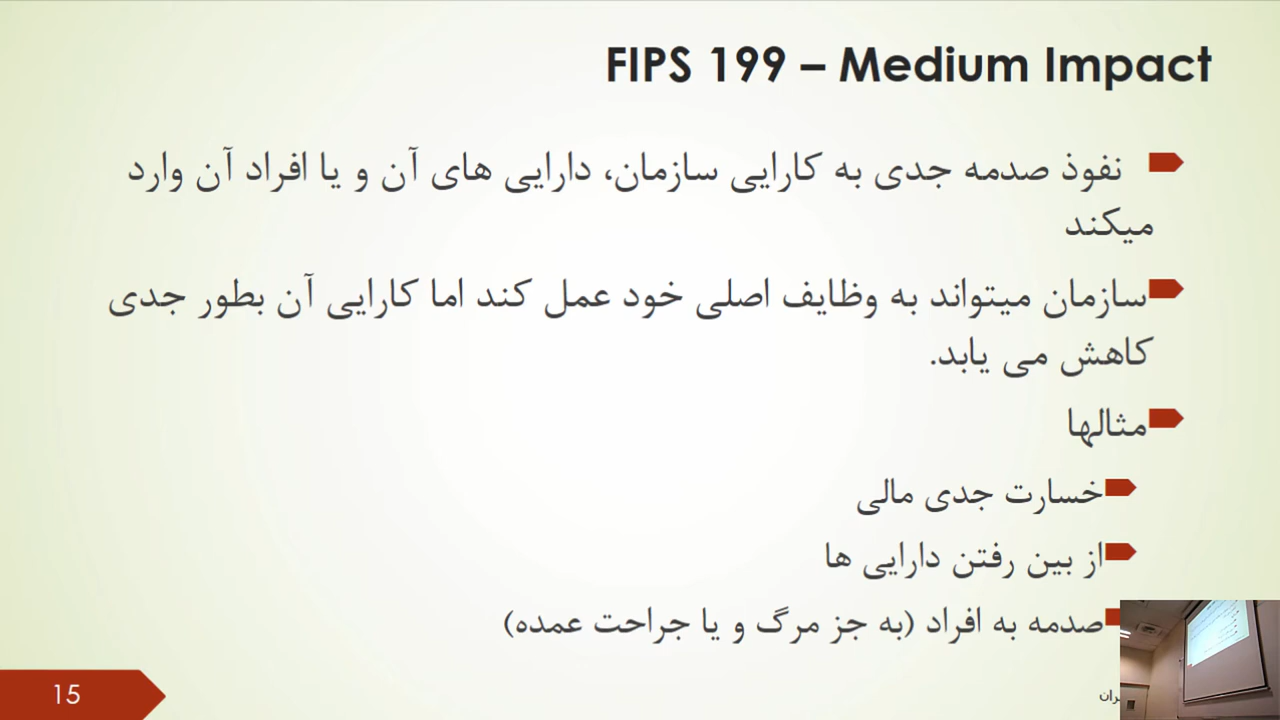 FIPS 199 – Medium Impact
نفوذ صدمه جدی به کارایی سازمان، دارایی های آن و یا افراد آن وارد
میکند
سازمان میتواند به وظایف اصلی خود عمل کند اما کارایی آن بطور جدی
کاهش می یابد.
مثالها
خسارت جدی مالی
از بین رفتن دارایی ها
صدمه به افراد (به جز مرگ و یا جراحت عمده)
15